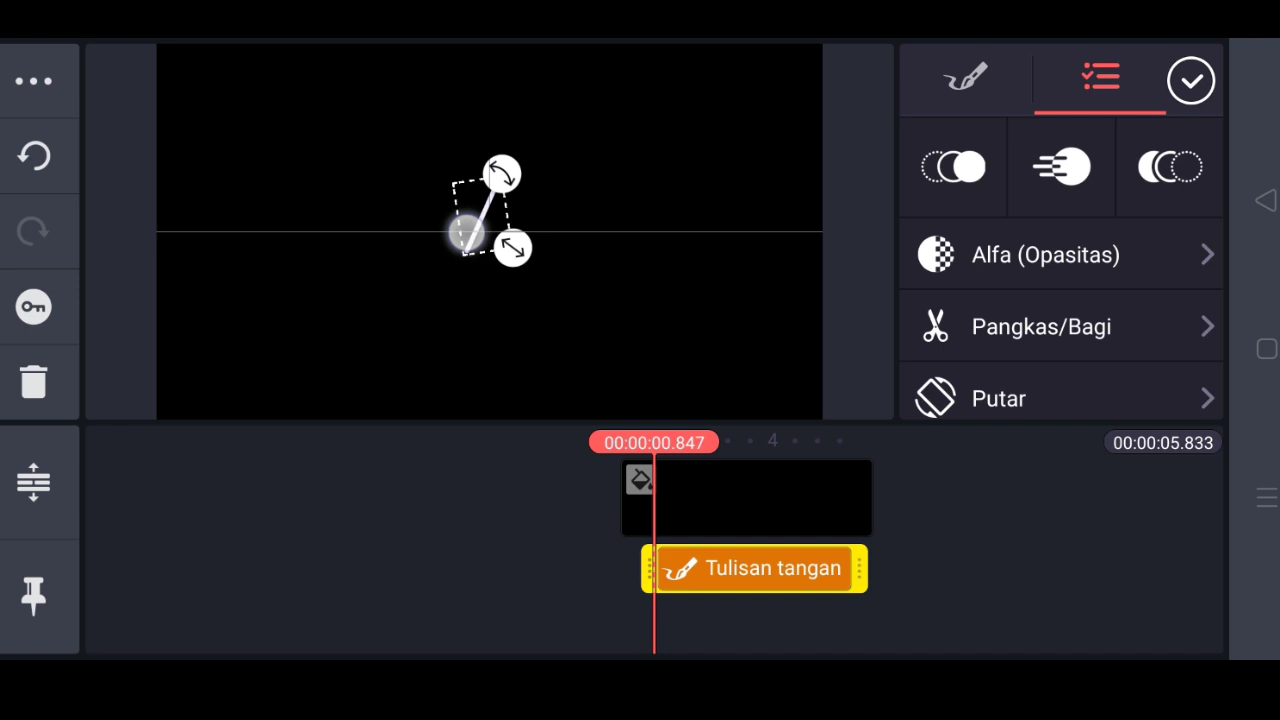 Alfa (Opasitas)
Pangkas/Bagi
Putar
00:00:00.847
4
00:00:05.833
Tulisan tangan